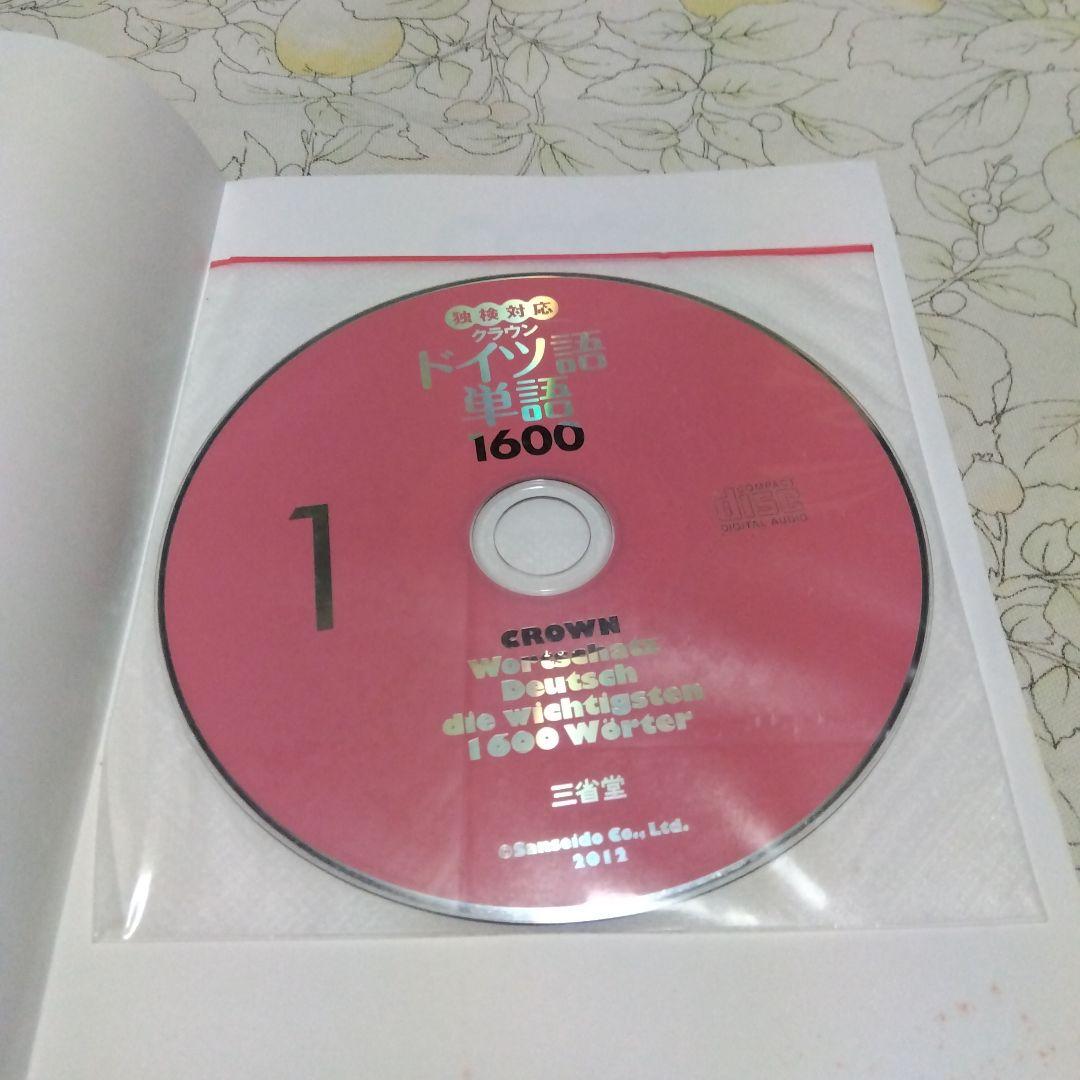 独検対応
クラウン
ドイツ語
単語
1600
1
COMPACT
disc
DIGITAL AUDIO
CROWN
Wortschatz
Deutsch
die wichtigsten
1600 Wörter
三省堂
©Sanseido Co., Ltd.
2012